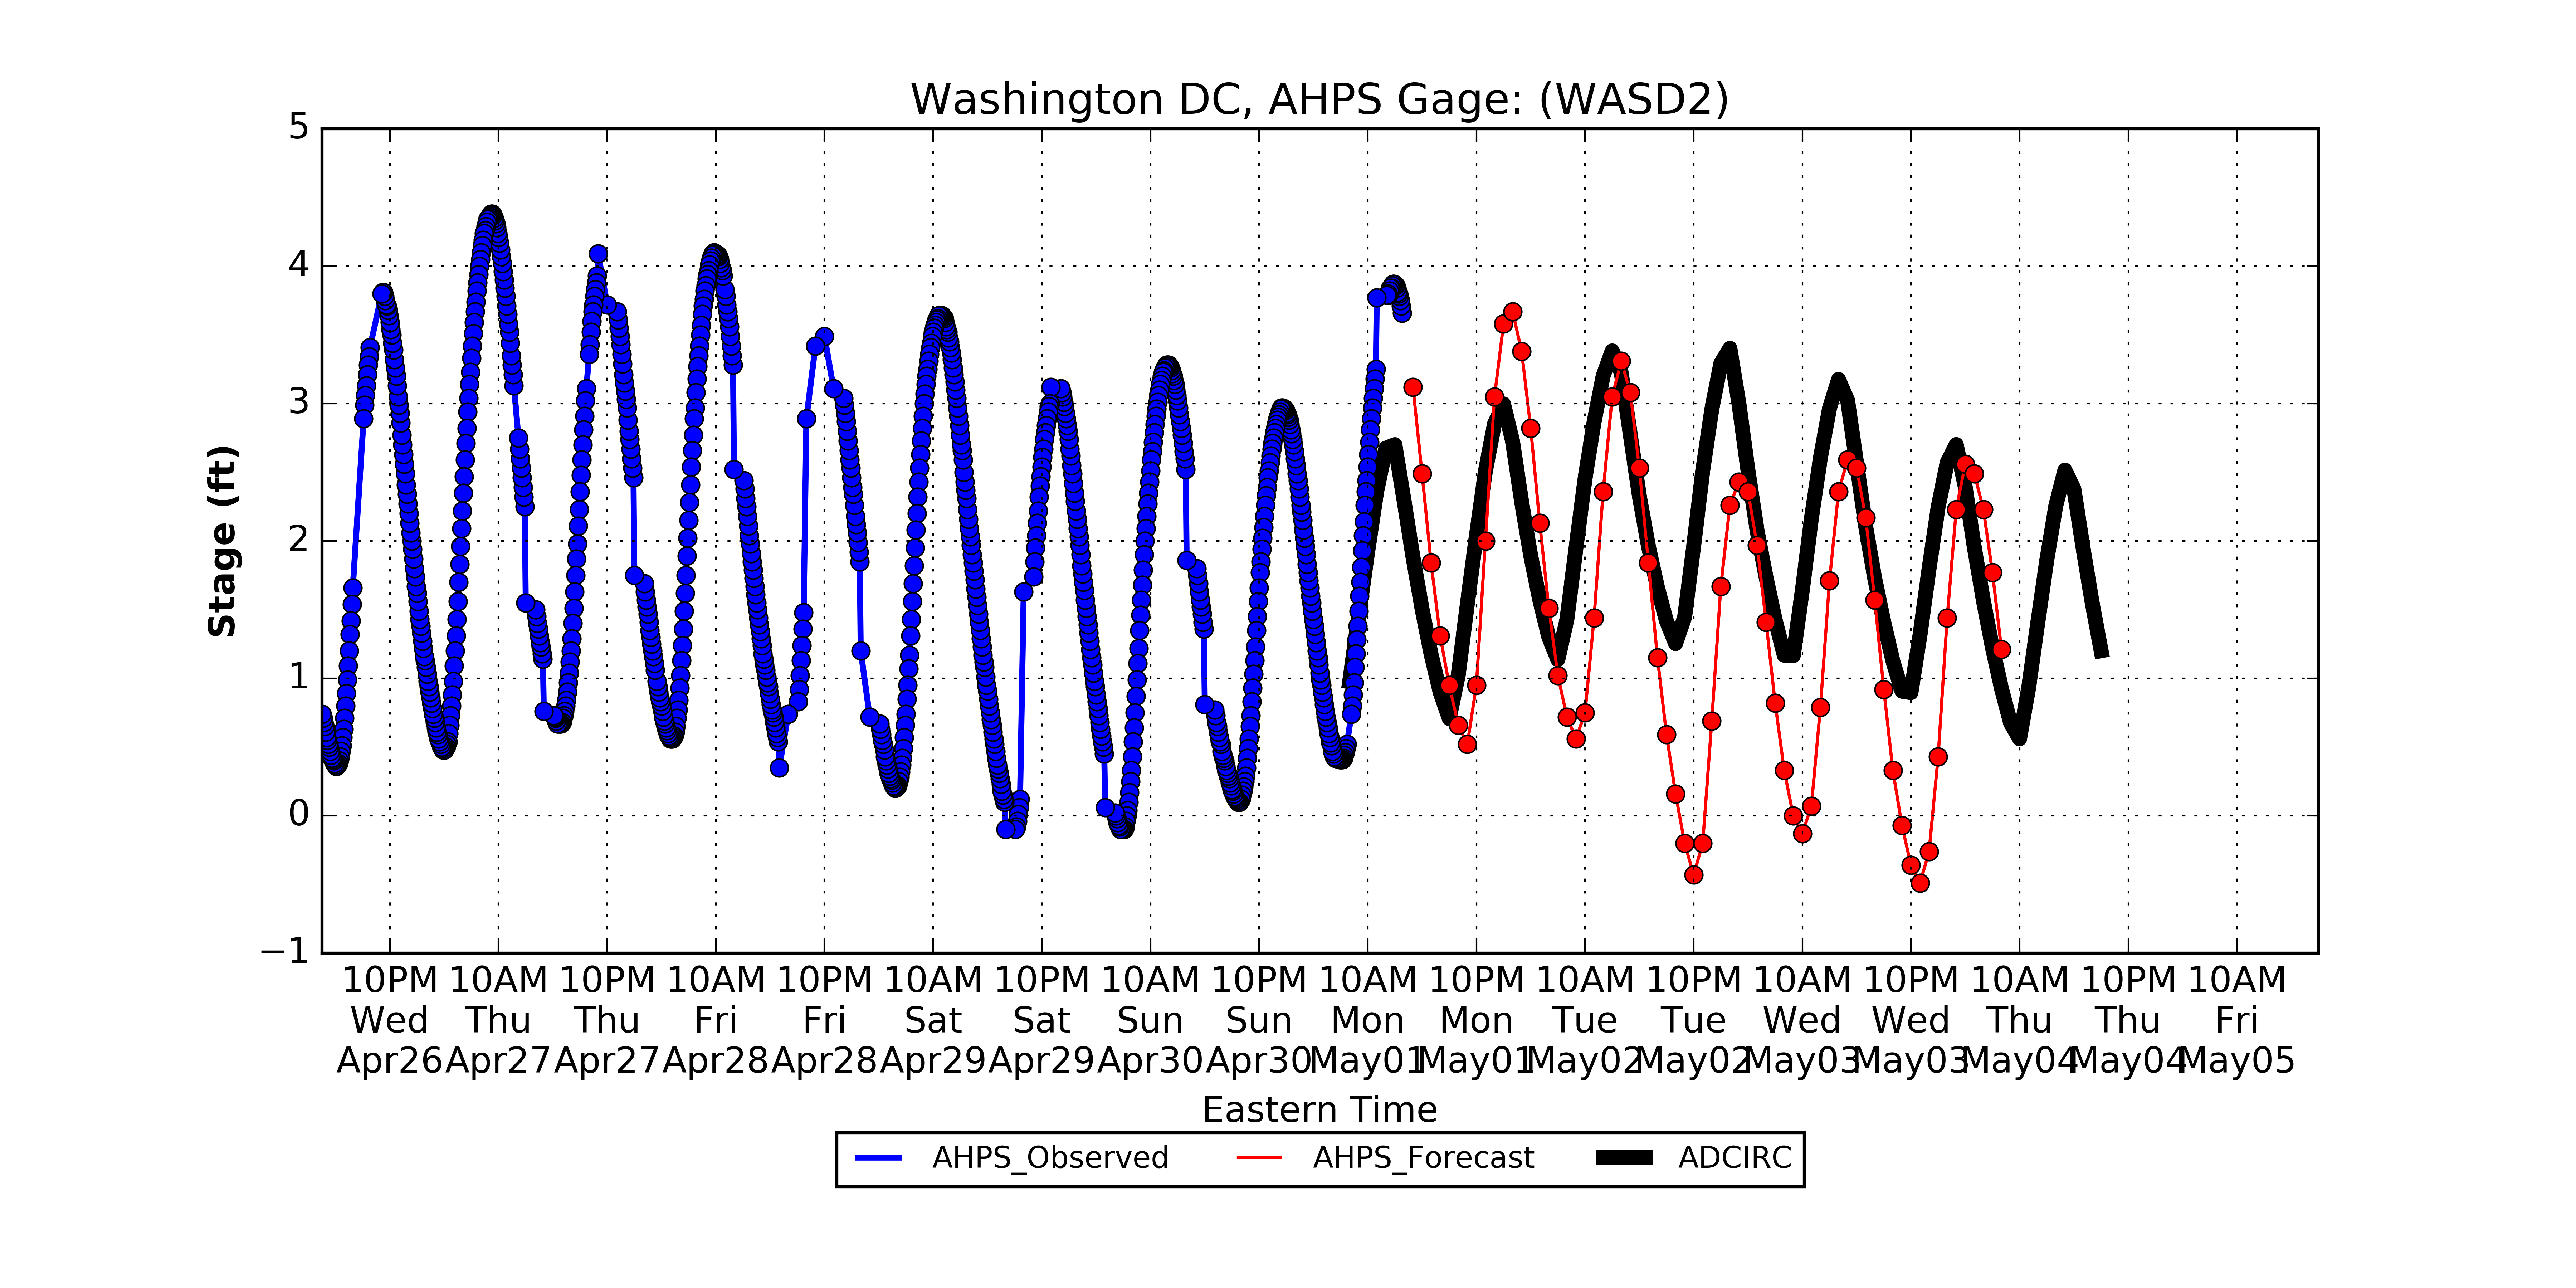 Washington DC, AHPS Gage: (WASD2)
5
4
3
2
1
0
−1
Stage (ft)
10PM 10AM 10PM 10AM 10PM 10AM 10PM 10AM 10PM 10AM 10PM 10AM 10PM 10AM 10PM 10AM 10PM 10AM
Wed Thu Thu Fri Fri Sat Sat Sun Sun Mon Mon Tue Tue Wed Wed Thu Thu Fri
Apr26 Apr27 Apr27 Apr28 Apr28 Apr29 Apr29 Apr30 Apr30 May01 May01 May02 May02 May03 May03 May04 May04 May05
Eastern Time
AHPS_Observed AHPS_Forecast ADCIRC